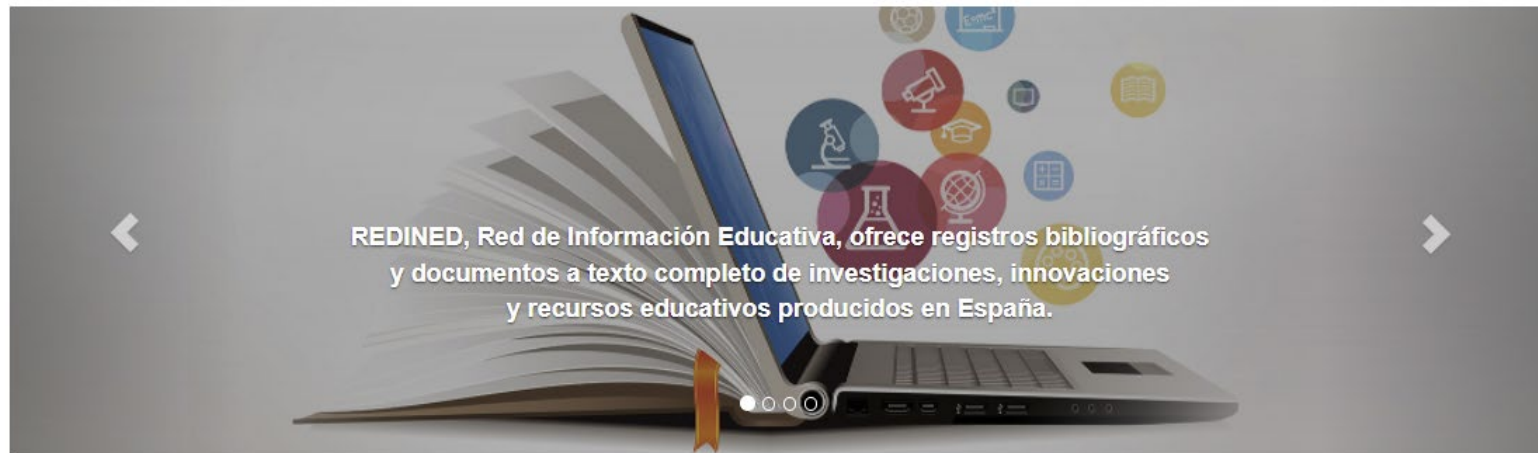 Emc²
REDINED, Red de Información Educativa, ofrece registros bibliográficos
y documentos a texto completo de investigaciones, innovaciones
y recursos educativos producidos en España.